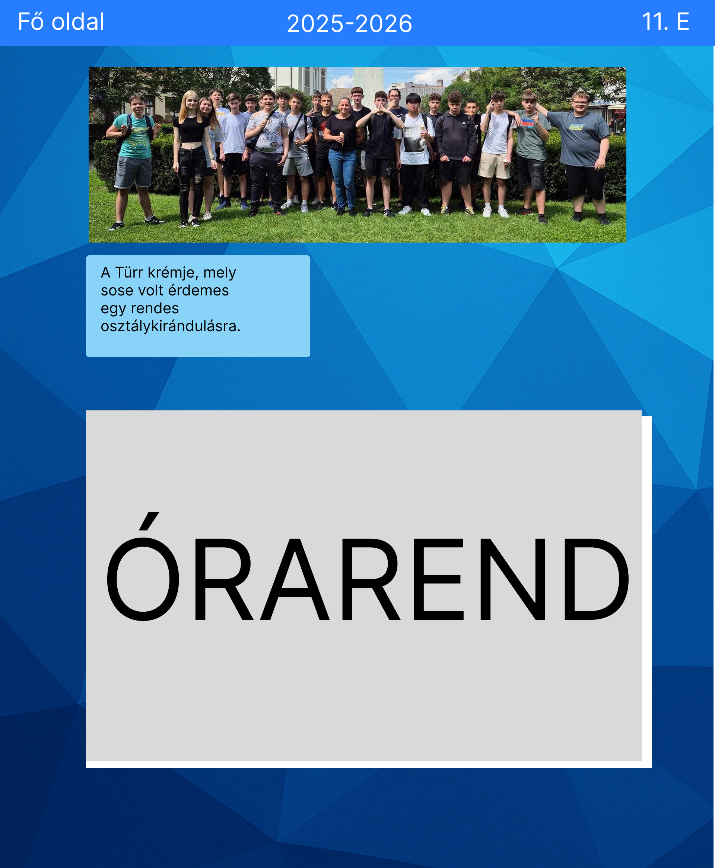 Fő oldal
2025-2026
11. E
A Türr krémje, mely
sose volt érdemes
egy rendes
osztálykirándulásra.
ÓRAREND